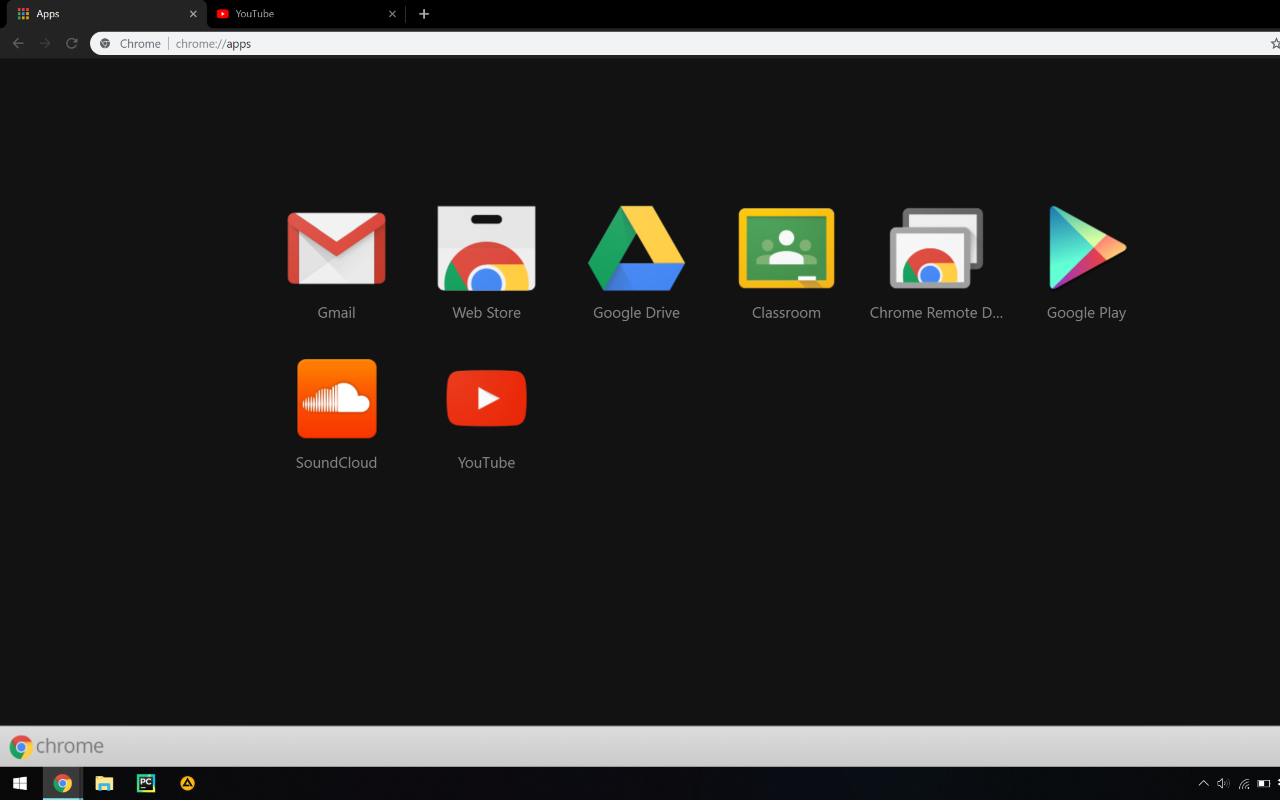 Apps
YouTube
Chrome | chrome://apps
Gmail
Web Store
Google Drive
Classroom
Chrome Remote D...
Google Play
SoundCloud
YouTube
chrome
PC